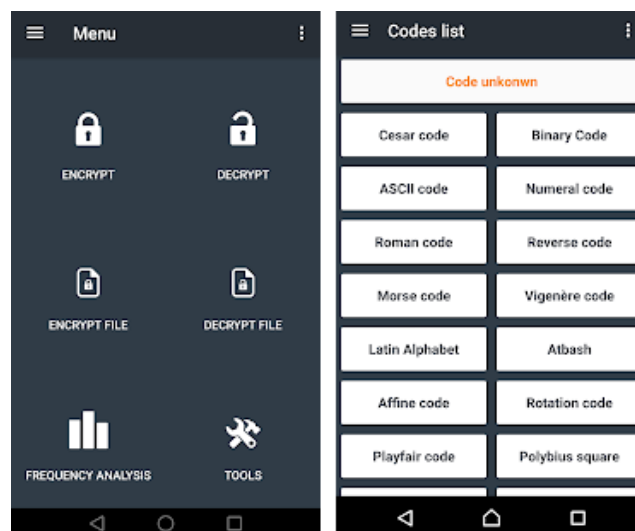 Menu
ENCRYPT
DECRYPT
ENCRYPT FILE
DECRYPT FILE
FREQUENCY ANALYSIS
TOOLS
Codes list
Code unkonwn
Cesar code
Binary Code
ASCII code
Numeral code
Roman code
Reverse code
Morse code
Vigenère code
Latin Alphabet
Atbash
Affine code
Rotation code
Playfair code
Polybius square